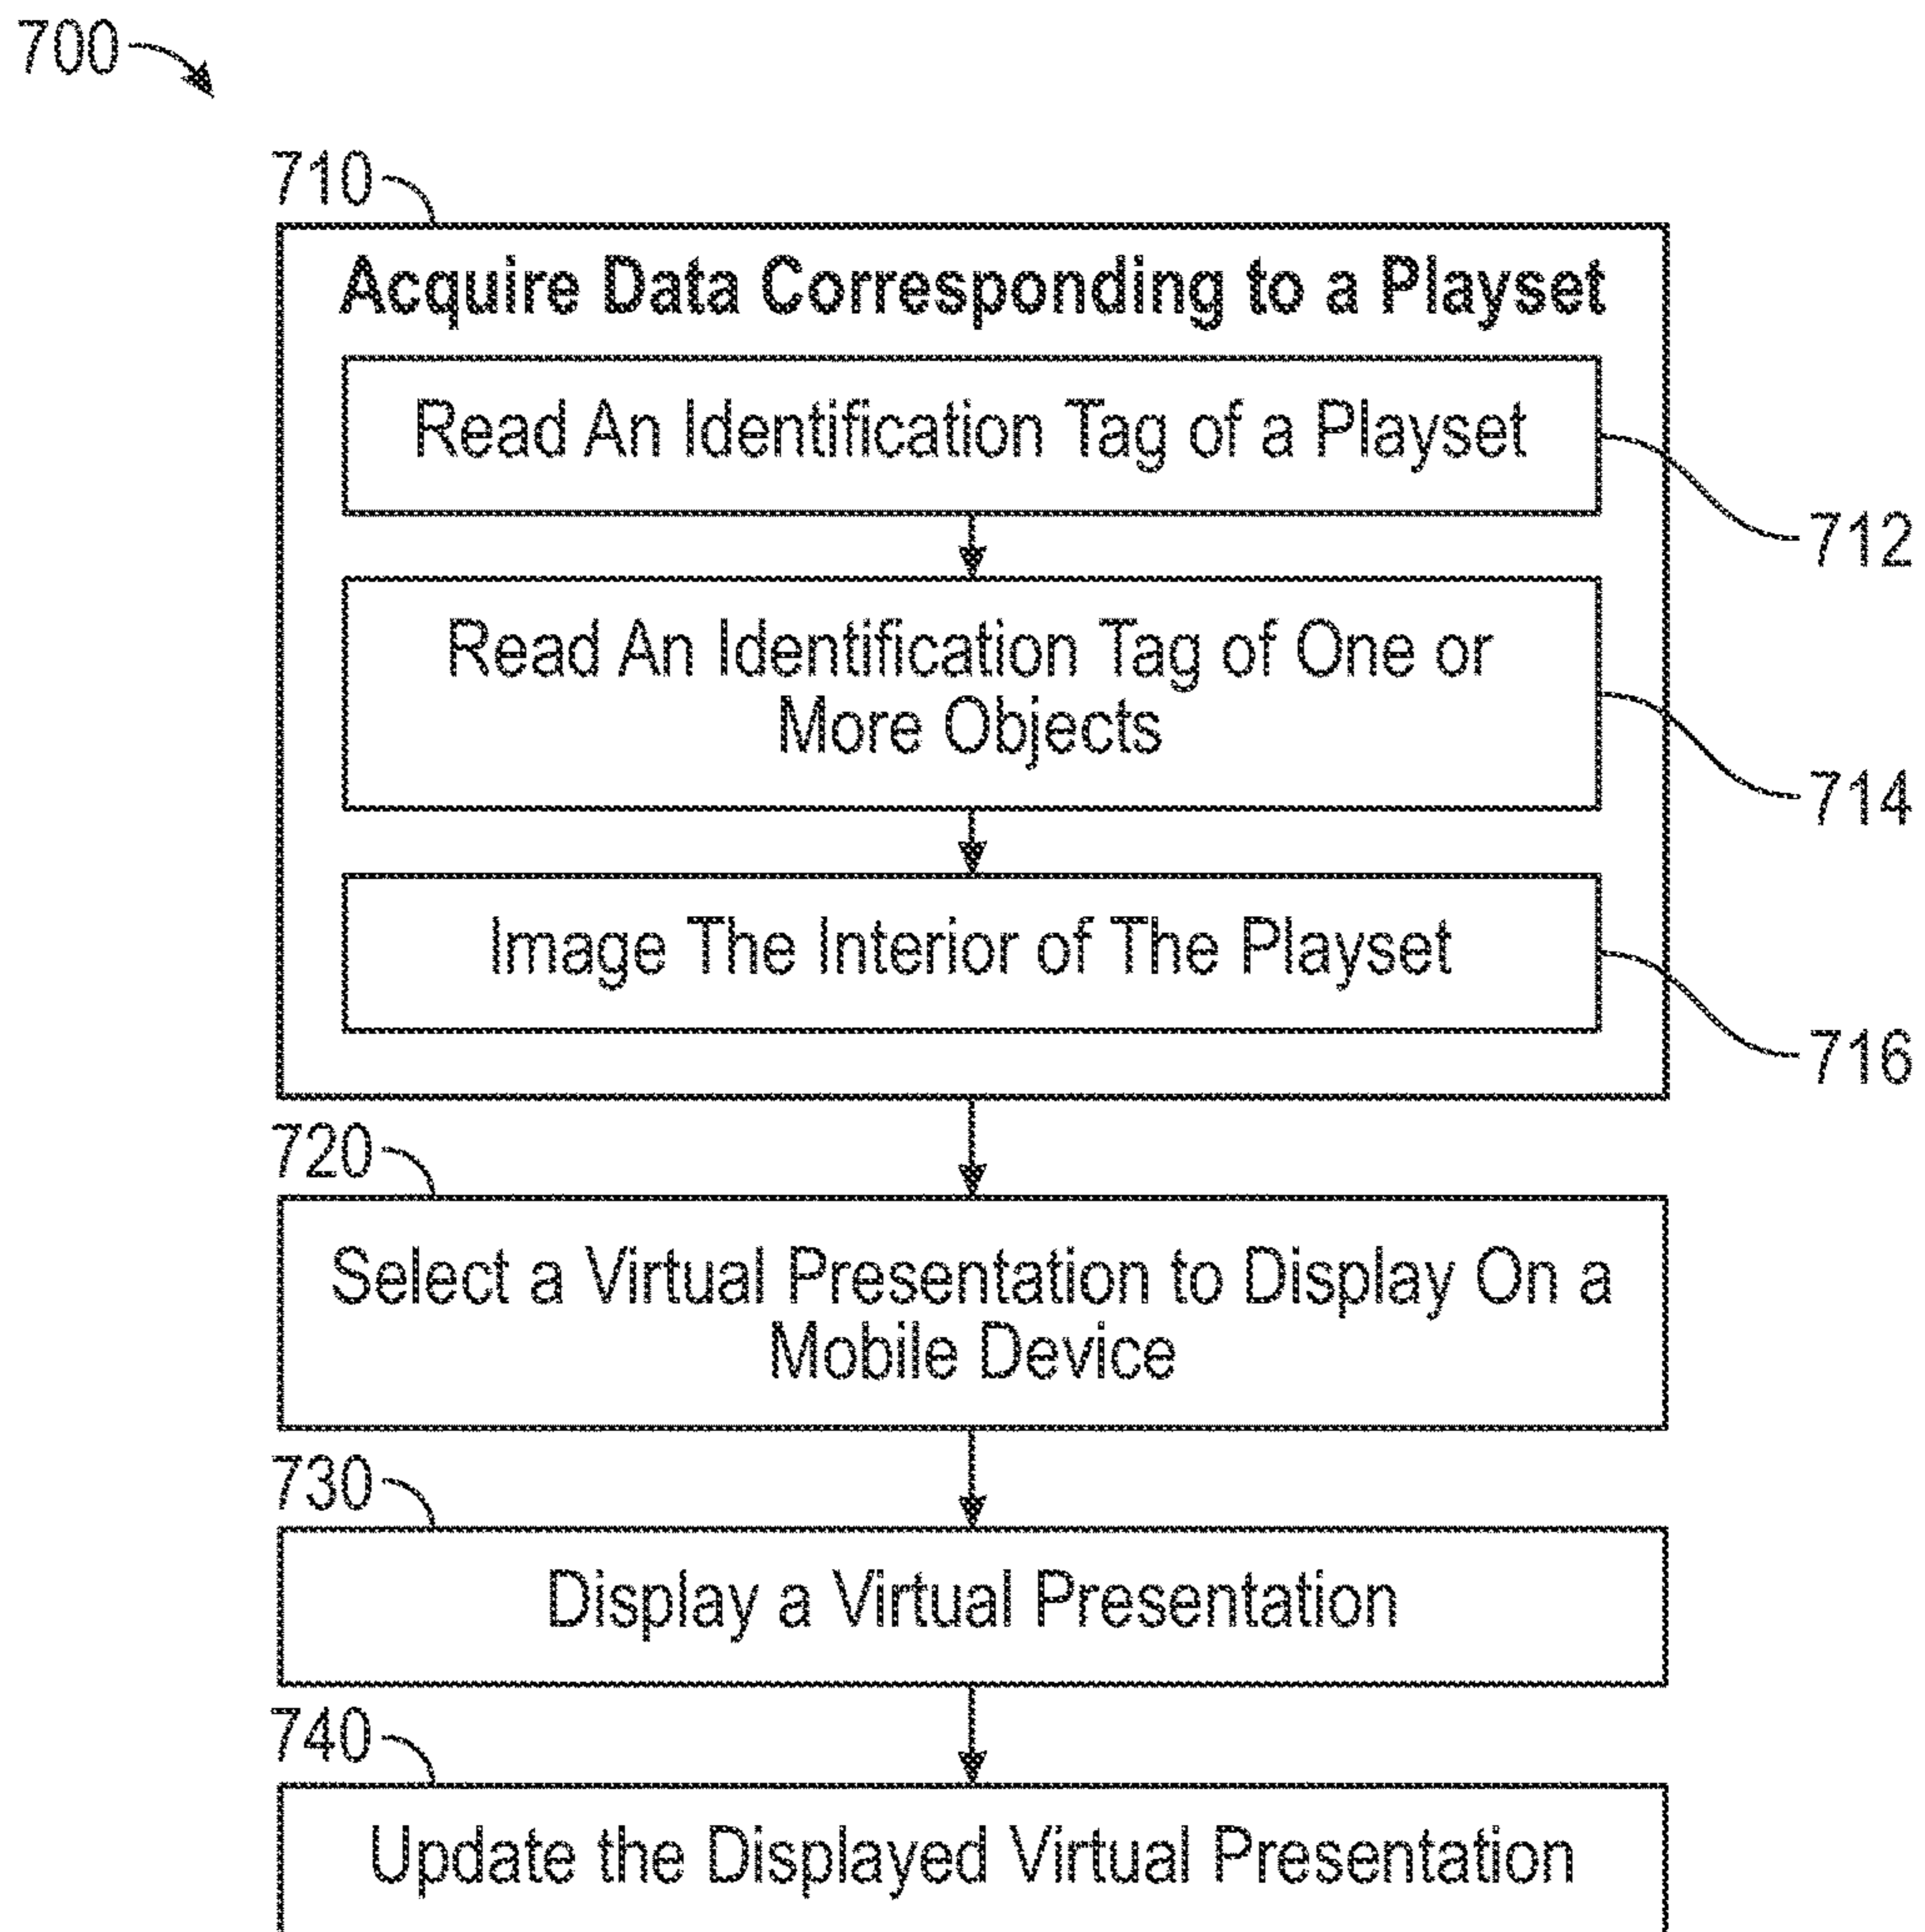 700
710
Acquire Data Corresponding to a Playset
Read An Identification Tag of a Playset
712
Read An Identification Tag of One or
More Objects
714
Image The Interior of The Playset
716
720
Select a Virtual Presentation to Display On a
Mobile Device
730
Display a Virtual Presentation
740
Update the Displayed Virtual Presentation